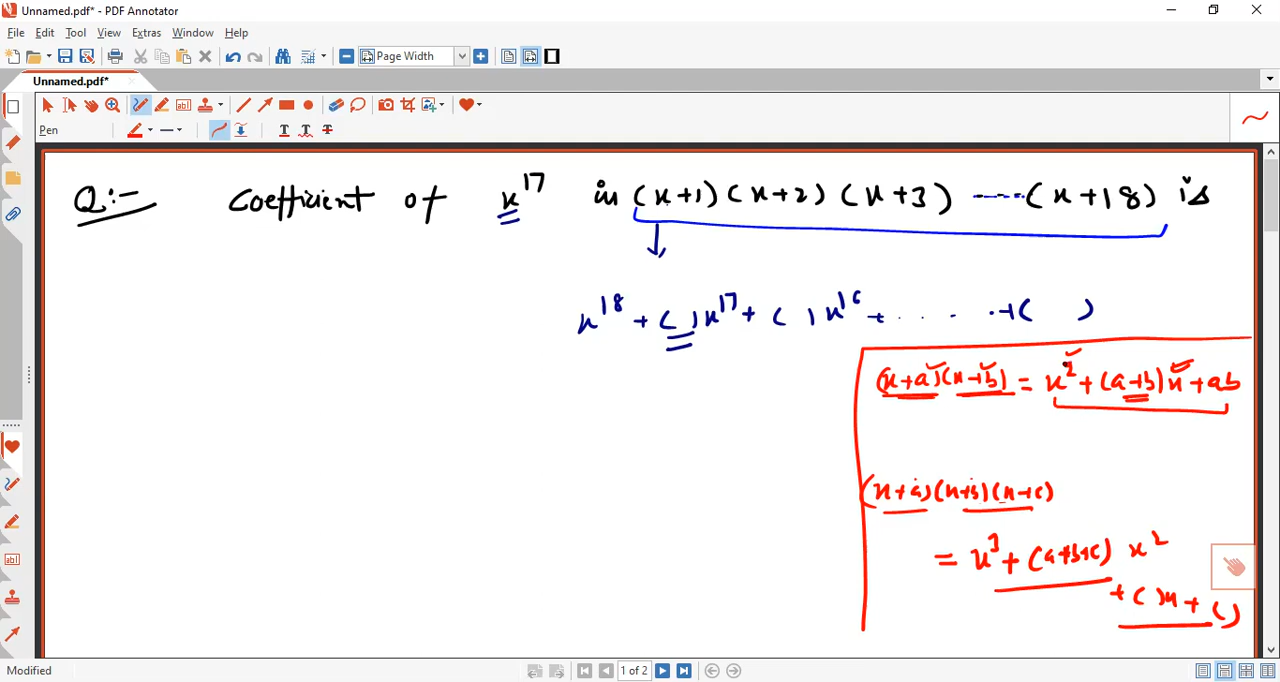 Unnamed.pdf* - PDF Annotator
File Edit Tool View Extras Window Help
Page Width
Unnamed.pdf*
Pen
Q:- Coefficient of x^17 in (x+1)(x+2)(x+3) -----(x+18) is
x^18 + ( )x^17 + ( )x^16 + ........+( )
(x+a)(x+b) = x^2 + (a+b)x + ab
(x+a)(x+b)(x+c)
= x^3 + (a+b+c) x^2
+ ( )x + ( )
Modified
1 of 2